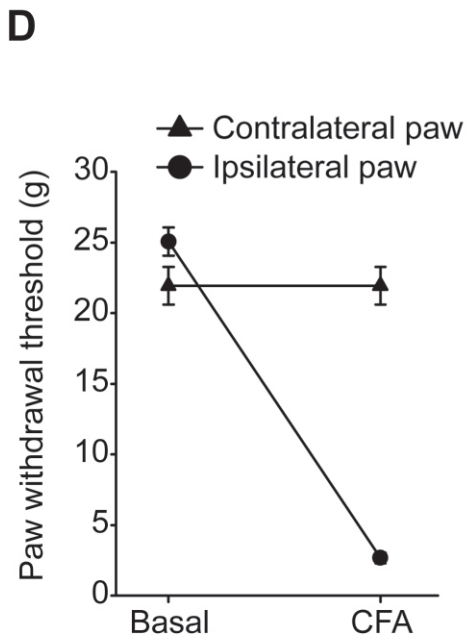 D
Contralateral paw
Ipsilateral paw
Paw withdrawal threshold (g)
30
25
20
15
10
5
0
Basal CFA